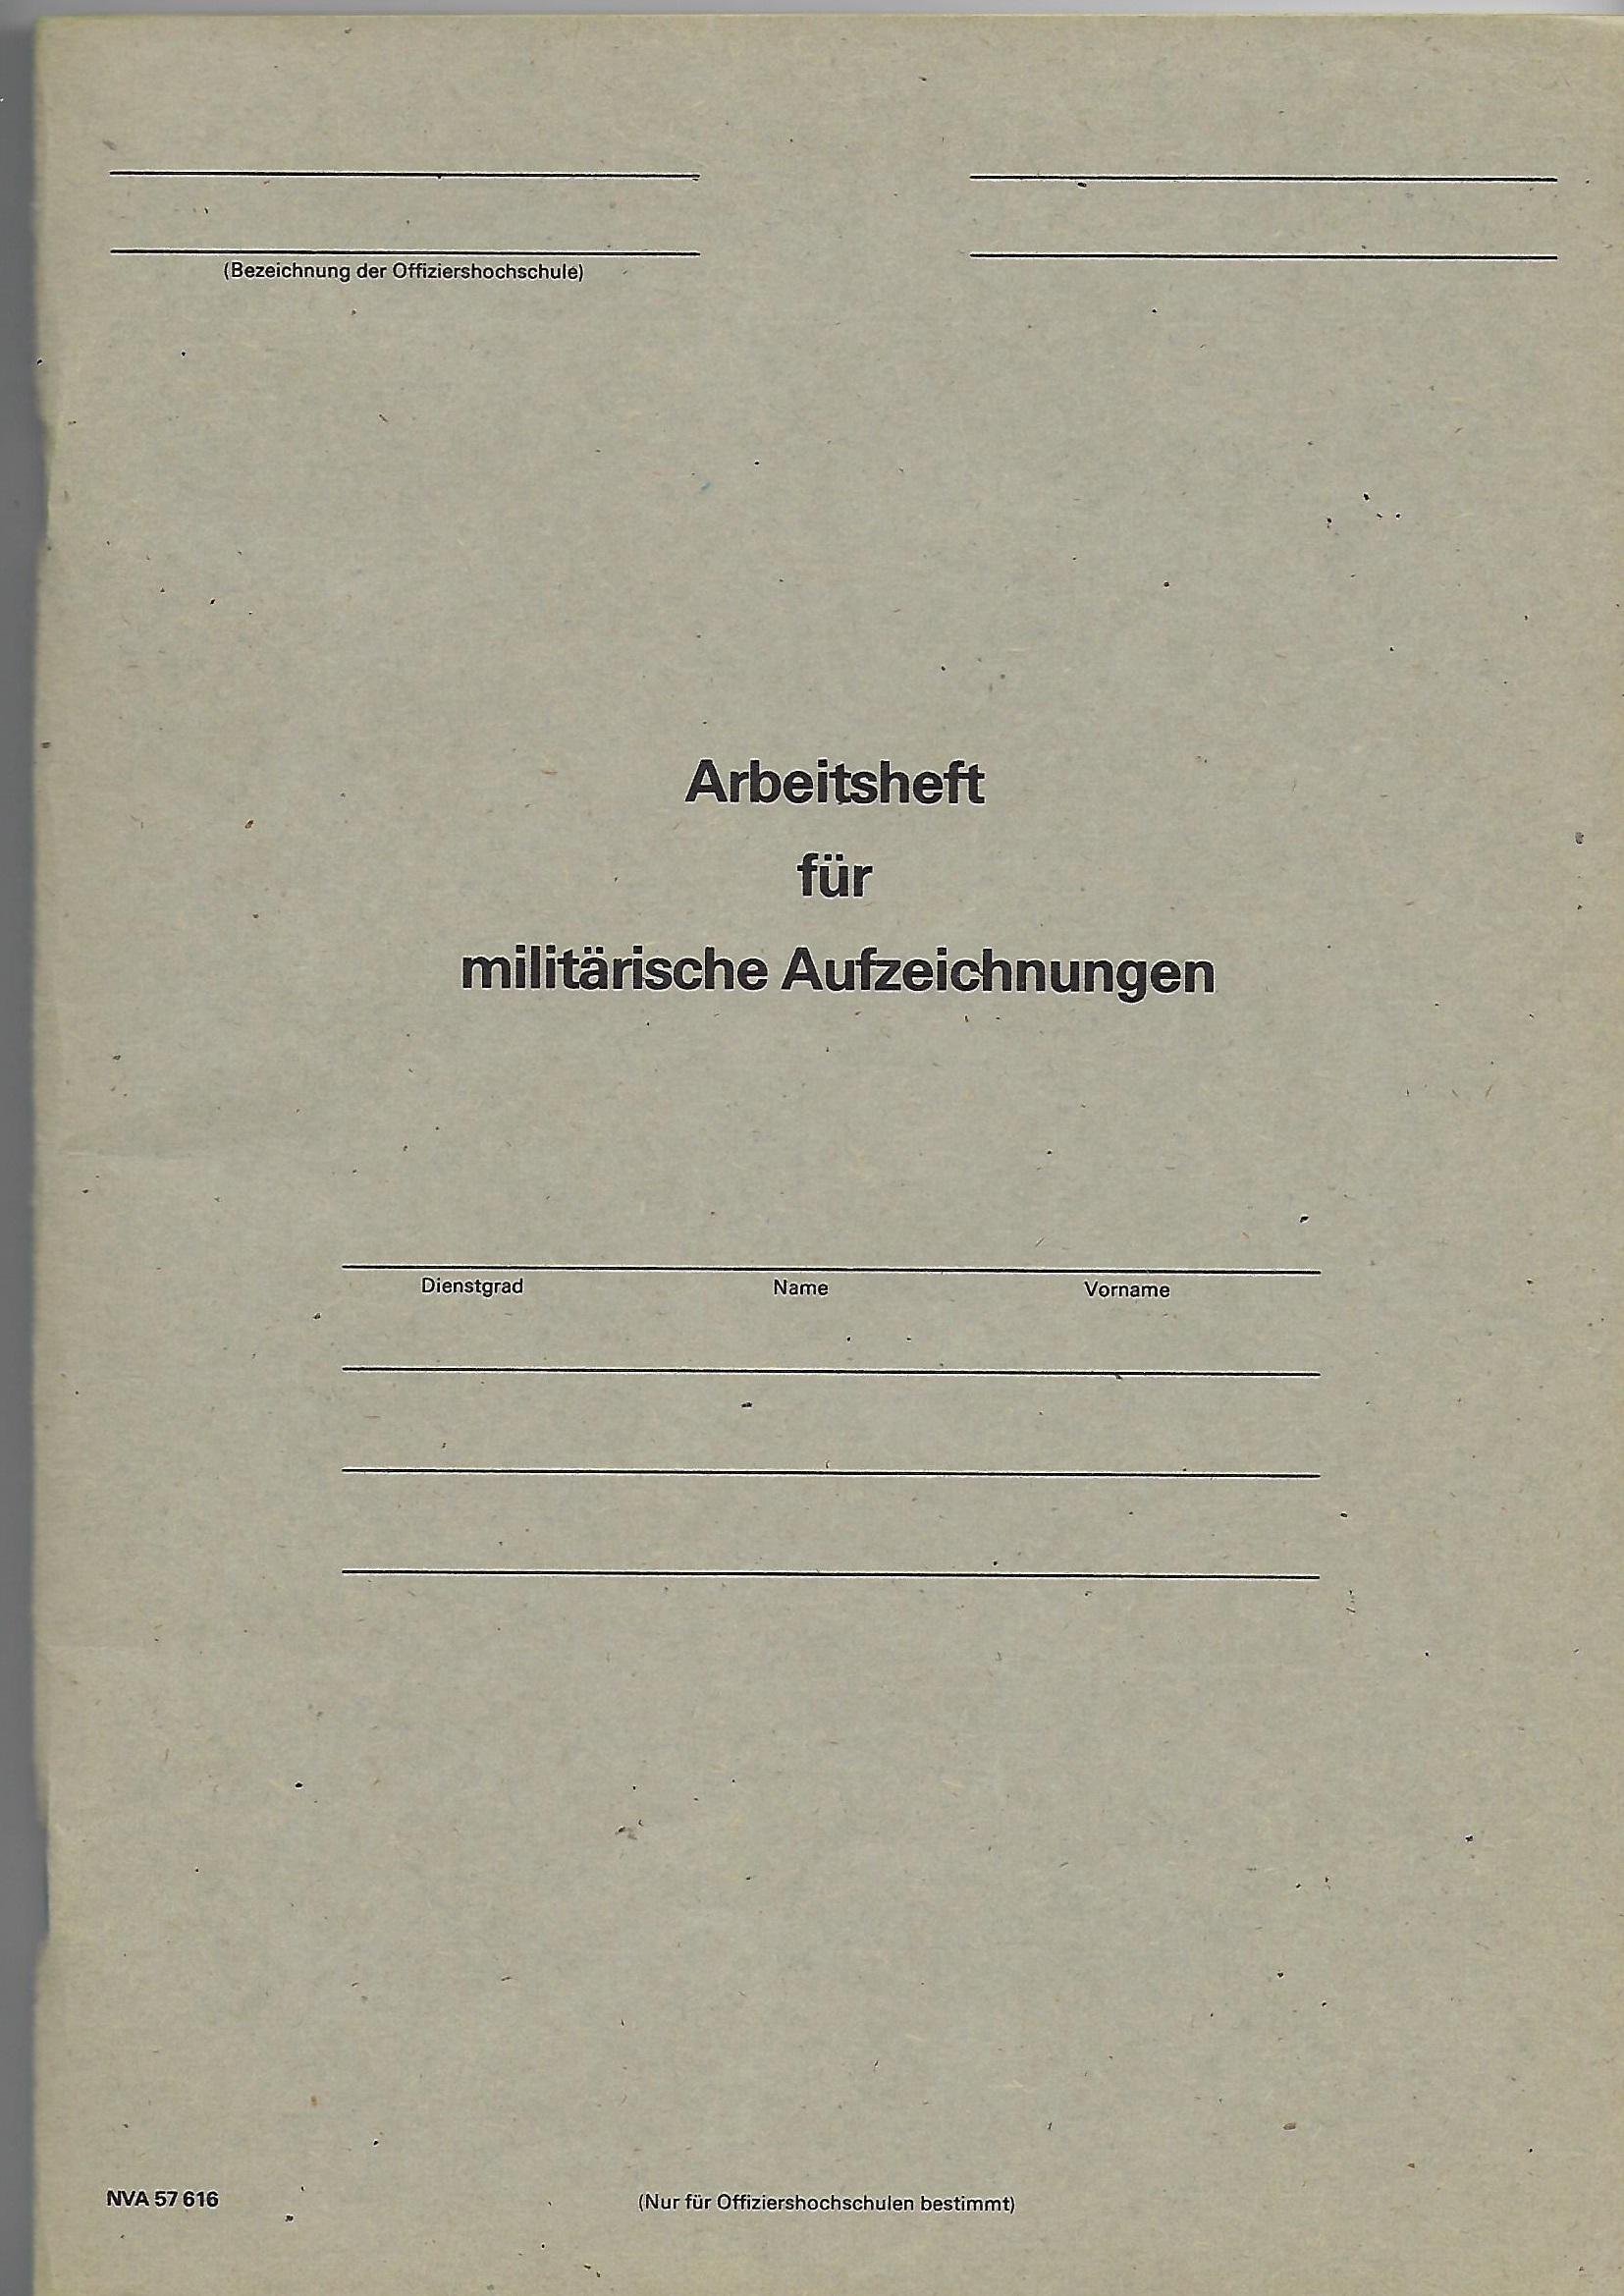 (Bezeichnung der Offiziershochschule)
Arbeitsheft
für
militärische Aufzeichnungen
Dienstgrad Name Vorname
NVA 57 616 (Nur für Offiziershochschulen bestimmt)